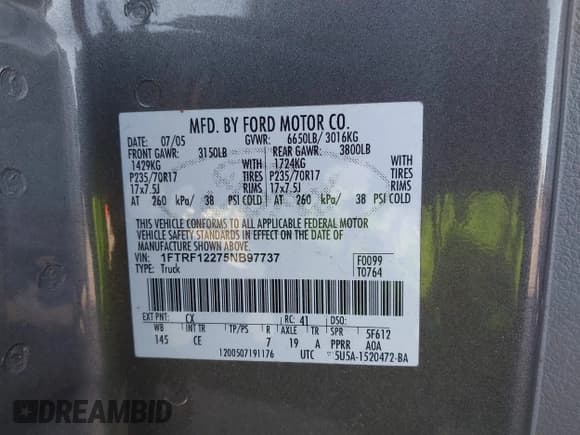 MFD. BY FORD MOTOR CO.
DATE: 07/05 GVWR: 6650LB/ 3016KG
FRONT GAWR: 3150LB REAR GAWR: 3800LB
1429KG WITH 1724KG WITH
P235/70R17 TIRES P235/70R17 TIRES
17x7.5J RIMS 17x7.5J RIMS
AT 260 kPa/ 38 PSI COLD AT 260 kPa/ 38 PSI COLD
THIS VEHICLE CONFORMS TO ALL APPLICABLE FEDERAL MOTOR
VEHICLE SAFETY STANDARDS IN EFFECT ON THE DATE OF
MANUFACTURE SHOWN ABOVE.
VIN: 1FTRF12275NB97737 F0099
TYPE: Truck T0764
EXT PNT: CX RC: 41 DSO:
WB INT TR TP/PS R AXLE TR SPR 5F612
145 CE 7 19 A PPRR A0A
1200507191176 UTC 5U5A-1520472-BA
DREAMBID